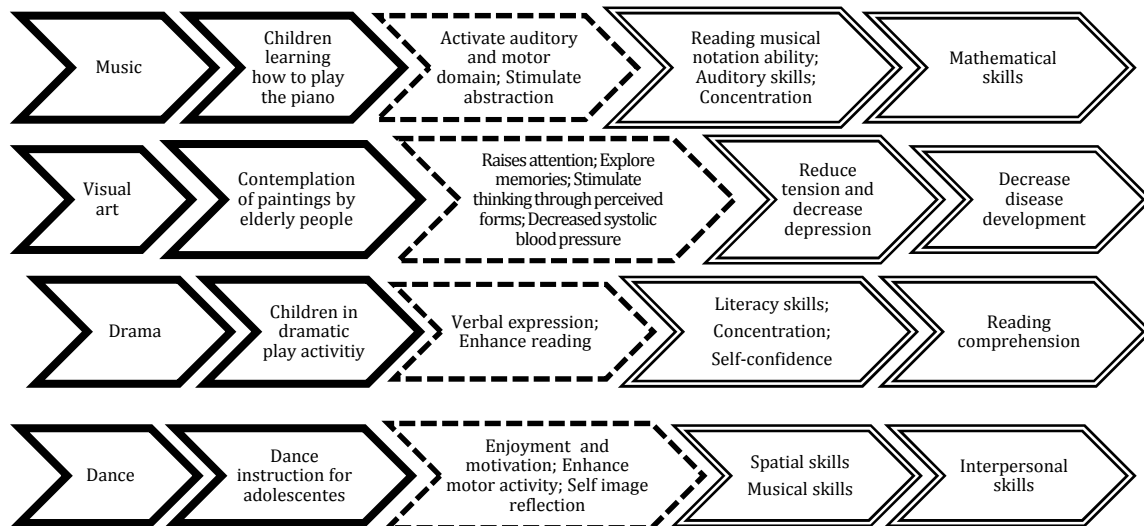 Music
Children
learning
how to play
the piano
Activate auditory
and motor
domain; Stimulate
abstraction
Reading musical
notation ability;
Auditory skills;
Concentration
Mathematical
skills
Visual
art
Contemplation
of paintings by
elderly people
Raises attention; Explore
memories; Stimulate
thinking through perceived
forms; Decreased systolic
blood pressure
Reduce
tension and
decrease
depression
Decrease
disease
development
Drama
Children in
dramatic
play activitiy
Verbal expression;
Enhance reading
Literacy skills;
Concentration;
Self-confidence
Reading
comprehension
Dance
Dance
instruction for
adolescentes
Enjoyment and
motivation; Enhance
motor activity; Self image
reflection
Spatial skills
Musical skills
Interpersonal
skills